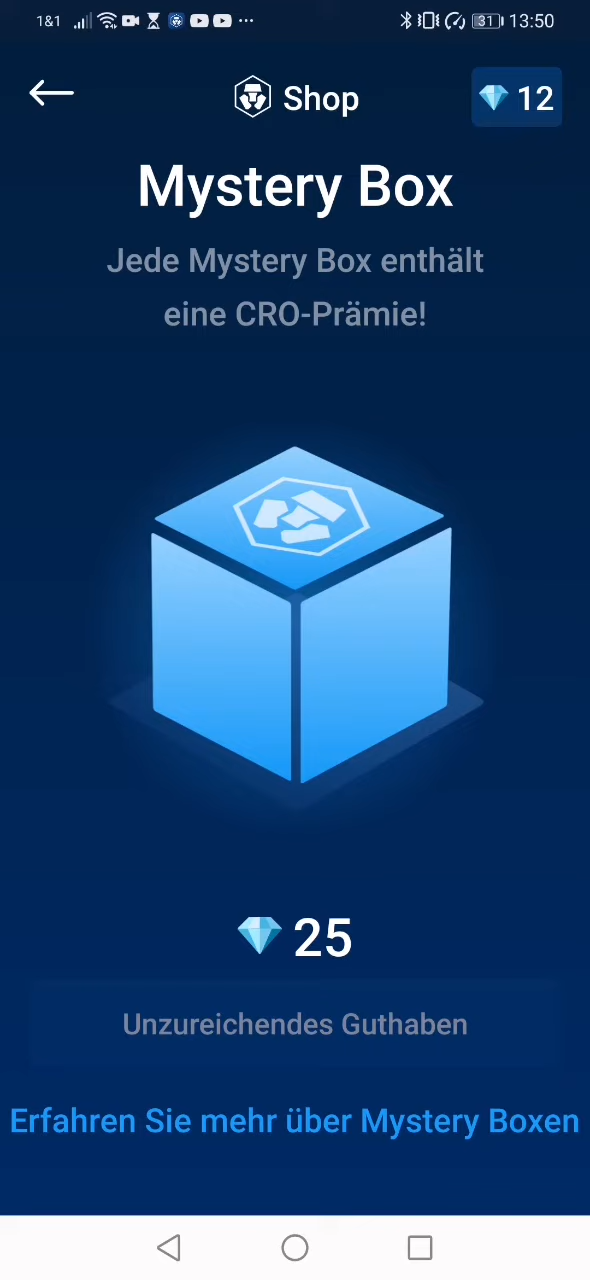 1&1 31 13:50
Shop 12
Mystery Box
Jede Mystery Box enthält
eine CRO-Prämie!
25
Unzureichendes Guthaben
Erfahren Sie mehr über Mystery Boxen